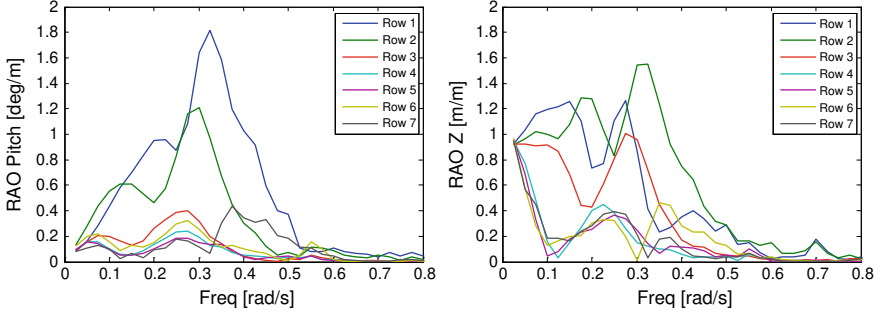 RAO Pitch [deg/m]
2
1.8
1.6
1.4
1.2
1
0.8
0.6
0.4
0.2
0
0 0.1 0.2 0.3 0.4 0.5 0.6 0.7 0.8
Freq [rad/s]
Row 1
Row 2
Row 3
Row 4
Row 5
Row 6
Row 7
RAO Z [m/m]
2
1.8
1.6
1.4
1.2
1
0.8
0.6
0.4
0.2
0
0 0.1 0.2 0.3 0.4 0.5 0.6 0.7 0.8
Freq [rad/s]
Row 1
Row 2
Row 3
Row 4
Row 5
Row 6
Row 7